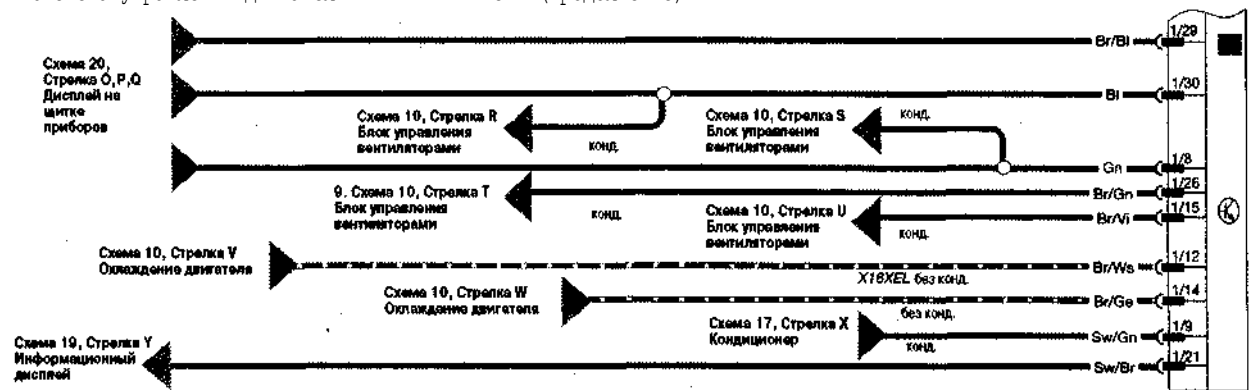 Br/Bl
1/29
Схема 20,
Стрелка O,P,Q
Дисплей на
щитке
приборов
Bl
1/30
Схема 10, Стрелка R
Блок управления
вентиляторами
конд.
Схема 10, Стрелка S
Блок управления
вентиляторами
конд.
Gn
1/8
9. Схема 10, Стрелка T
Блок управления
вентиляторами
конд.
Br/Gn
1/26
Схема 10, Стрелка U
Блок управления
вентиляторами
конд.
Br/Vi
1/15
Схема 10, Стрелка V
Охлаждение двигателя
X16XEL без конд.
Br/Ws
1/12
Схема 10, Стрелка W
Охлаждение двигателя
без конд.
Br/Ge
1/14
Схема 17, Стрелка X
Кондиционер
конд.
Sw/Gn
1/9
Схема 19, Стрелка Y
Информационный
дисплей
Sw/Br
1/21